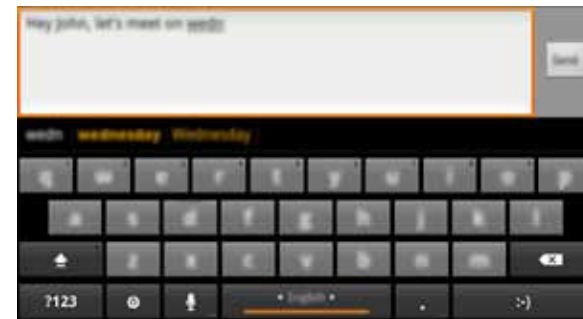 Hey John, let's meet on wedn
Send
wedn wednesday Wednesday
q w e r t y u i o p
a s d f g h j k l
z x c v b n m
?123 English . :-)